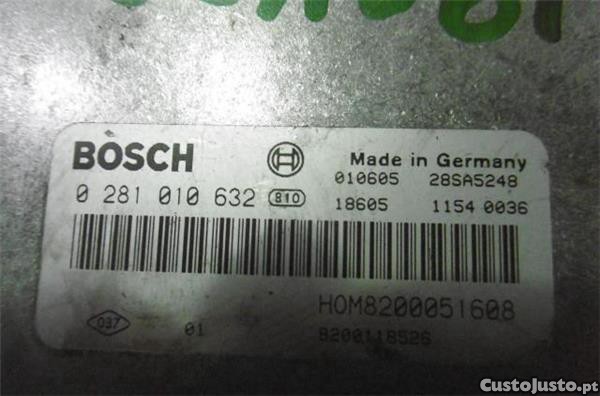 BOSCH
Made in Germany
0 281 010 632 810
010605 28SA5248
18605 1154 0036
HOM8200051608
037 01
8200118526
CustoJusto.pt